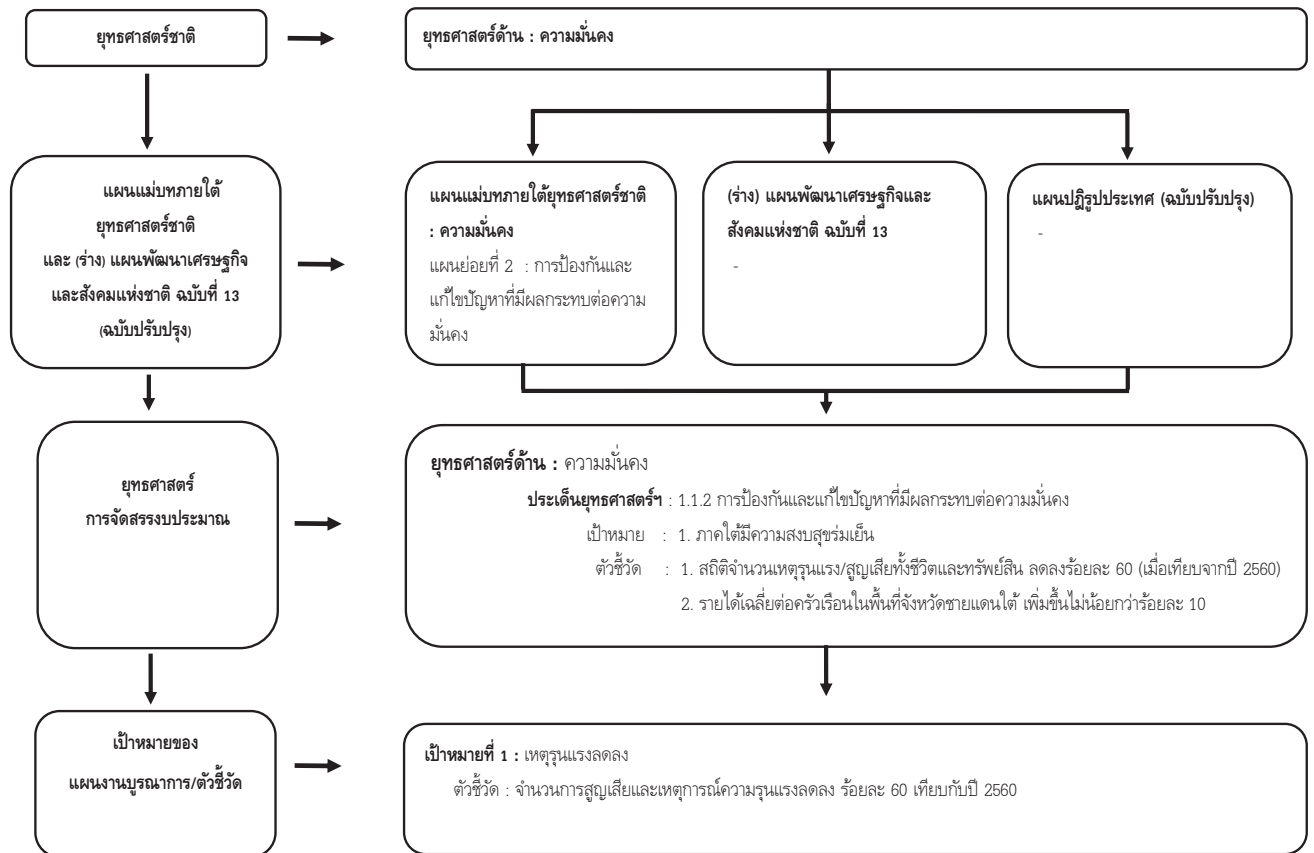 ยุทธศาสตร์ชาติ
ยุทธศาสตร์ด้าน : ความมั่นคง
แผนแม่บทภายใต้
ยุทธศาสตร์ชาติ
และ (ร่าง) แผนพัฒนาเศรษฐกิจ
และสังคมแห่งชาติ ฉบับที่ 13
(ฉบับปรับปรุง)
แผนแม่บทภายใต้ยุทธศาสตร์ชาติ
: ความมั่นคง
แผนย่อยที่ 2 : การป้องกันและ
แก้ไขปัญหาที่มีผลกระทบต่อความ
มั่นคง
(ร่าง) แผนพัฒนาเศรษฐกิจและ
สังคมแห่งชาติ ฉบับที่ 13
-
แผนปฎิรูปประเทศ (ฉบับปรับปรุง)
-
ยุทธศาสตร์
การจัดสรรงบประมาณ
ยุทธศาสตร์ด้าน : ความมั่นคง
ประเด็นยุทธศาสตร์ฯ : 1.1.2 การป้องกันและแก้ไขปัญหาที่มีผลกระทบต่อความมั่นคง
เป้าหมาย : 1. ภาคใต้มีความสงบสุขร่มเย็น
ตัวชี้วัด : 1. สถิติจำนวนเหตุรุนแรง/สูญเสียทั้งชีวิตและทรัพย์สิน ลดลงร้อยละ 60 (เมื่อเทียบจากปี 2560)
2. รายได้เฉลี่ยต่อครัวเรือนในพื้นที่จังหวัดชายแดนใต้ เพิ่มขึ้นไม่น้อยกว่าร้อยละ 10
เป้าหมายของ
แผนงานบูรณาการ/ตัวชี้วัด
เป้าหมายที่ 1 : เหตุรุนแรงลดลง
ตัวชี้วัด : จำนวนการสูญเสียและเหตุการณ์ความรุนแรงลดลง ร้อยละ 60 เทียบกับปี 2560